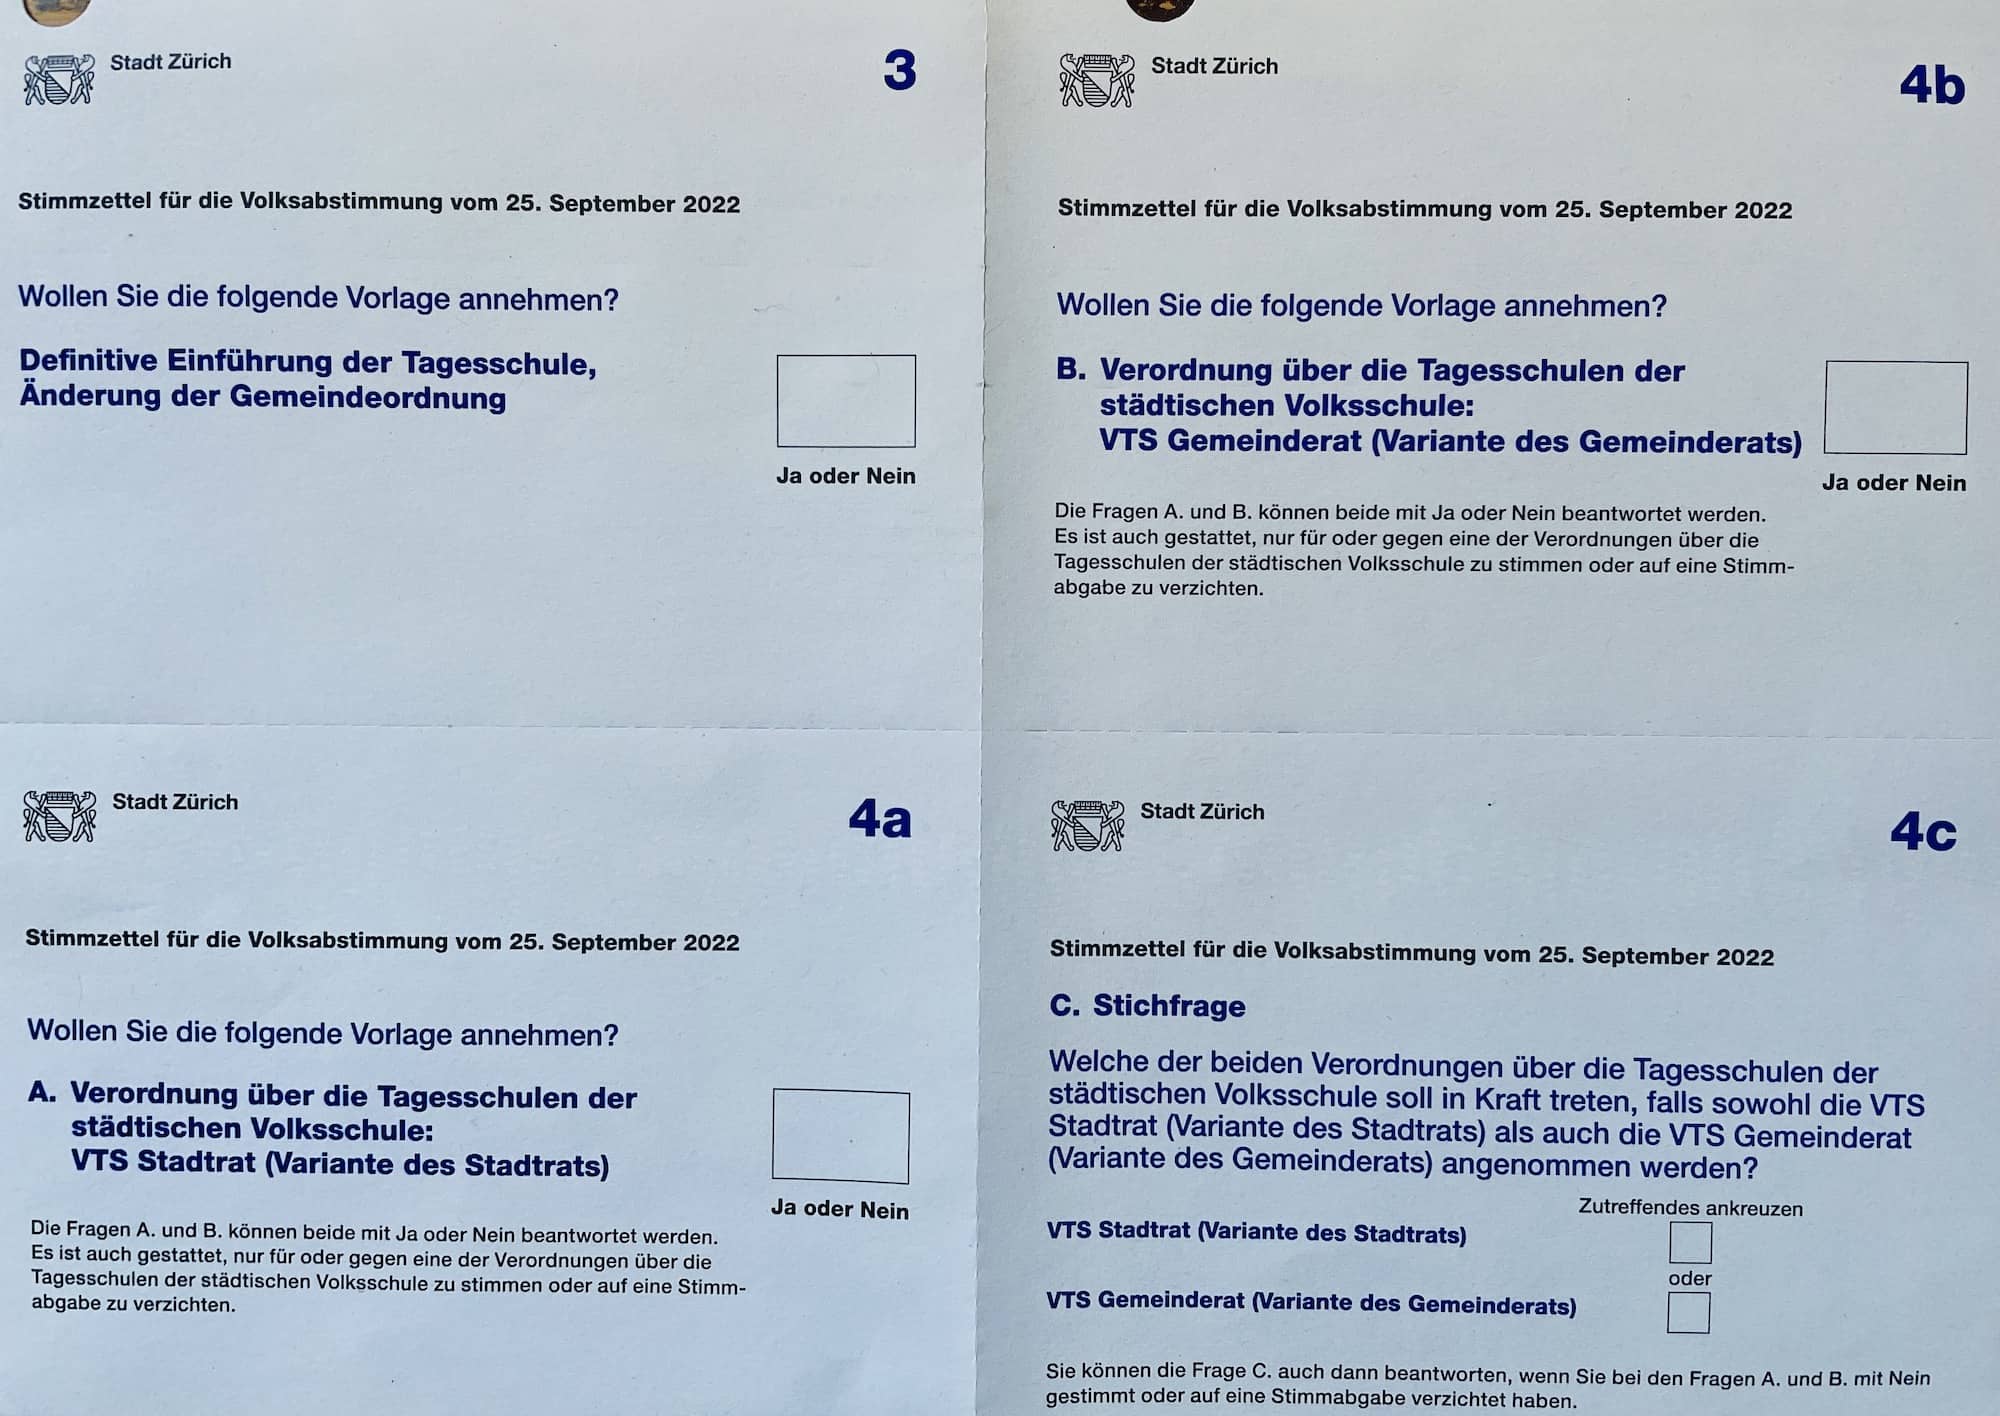 Stadt Zürich
3
Stimmzettel für die Volksabstimmung vom 25. September 2022
Wollen Sie die folgende Vorlage annehmen?
Definitive Einführung der Tagesschule,
Änderung der Gemeindeordnung
Ja oder Nein
Stadt Zürich
4a
Stimmzettel für die Volksabstimmung vom 25. September 2022
Wollen Sie die folgende Vorlage annehmen?
A. Verordnung über die Tagesschulen der
städtischen Volksschule:
VTS Stadtrat (Variante des Stadtrats)
Ja oder Nein
Die Fragen A. und B. können beide mit Ja oder Nein beantwortet werden.
Es ist auch gestattet, nur für oder gegen eine der Verordnungen über die
Tagesschulen der städtischen Volksschule zu stimmen oder auf eine Stimm-
abgabe zu verzichten.
Stadt Zürich
4b
Stimmzettel für die Volksabstimmung vom 25. September 2022
Wollen Sie die folgende Vorlage annehmen?
B. Verordnung über die Tagesschulen der
städtischen Volksschule:
VTS Gemeinderat (Variante des Gemeinderats)
Ja oder Nein
Die Fragen A. und B. können beide mit Ja oder Nein beantwortet werden.
Es ist auch gestattet, nur für oder gegen eine der Verordnungen über die
Tagesschulen der städtischen Volksschule zu stimmen oder auf eine Stimm-
abgabe zu verzichten.
Stadt Zürich
4c
Stimmzettel für die Volksabstimmung vom 25. September 2022
C. Stichfrage
Welche der beiden Verordnungen über die Tagesschulen der
städtischen Volksschule soll in Kraft treten, falls sowohl die VTS
Stadtrat (Variante des Stadtrats) als auch die VTS Gemeinderat
(Variante des Gemeinderats) angenommen werden?
Zutreffendes ankreuzen
VTS Stadtrat (Variante des Stadtrats)
oder
VTS Gemeinderat (Variante des Gemeinderats)
Sie können die Frage C. auch dann beantworten, wenn Sie bei den Fragen A. und B. mit Nein
gestimmt oder auf eine Stimmabgabe verzichtet haben.